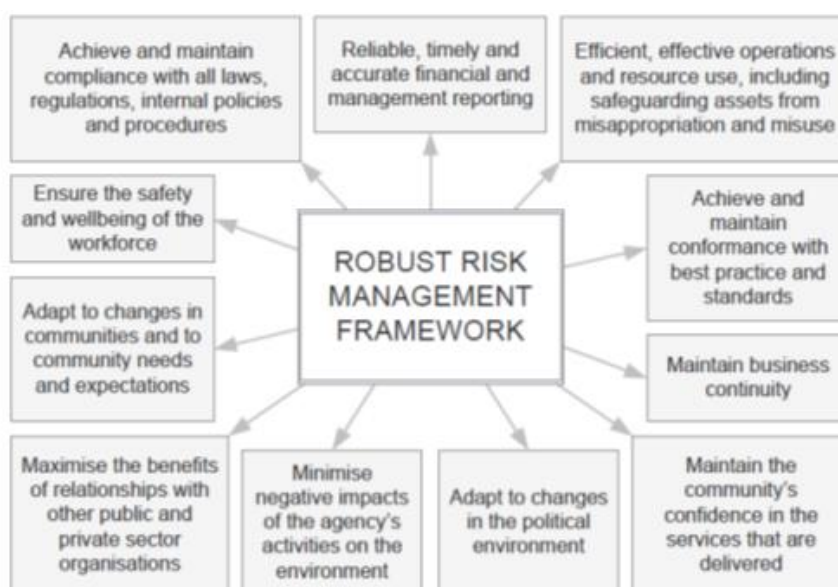 Achieve and maintain
compliance with all laws,
regulations, internal policies
and procedures
Reliable, timely and
accurate financial and
management reporting
Efficient, effective operations
and resource use, including
safeguarding assets from
misappropriation and misuse
Ensure the safety
and wellbeing of the
workforce
ROBUST RISK
MANAGEMENT
FRAMEWORK
Achieve and
maintain
conformance with
best practice and
standards
Adapt to changes in
communities and to
community needs
and expectations
Maintain business
continuity
Maximise the benefits
of relationships with
other public and
private sector
organisations
Minimise
negative impacts
of the agency's
activities on the
environment
Adapt to changes
in the political
environment
Maintain the
community's
confidence in the
services that are
delivered